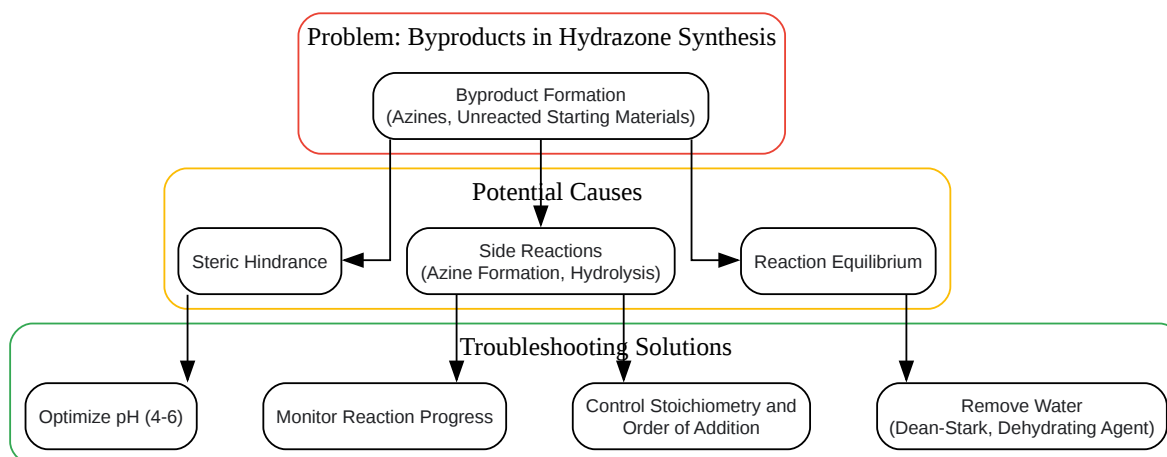 Problem: Byproducts in Hydrazone Synthesis
Byproduct Formation
(Azines, Unreacted Starting Materials)
Potential Causes
Steric Hindrance
Side Reactions
(Azine Formation, Hydrolysis)
Reaction Equilibrium
Troubleshooting Solutions
Optimize pH (4-6)
Monitor Reaction Progress
Control Stoichiometry and
Order of Addition
Remove Water
(Dean-Stark, Dehydrating Agent)